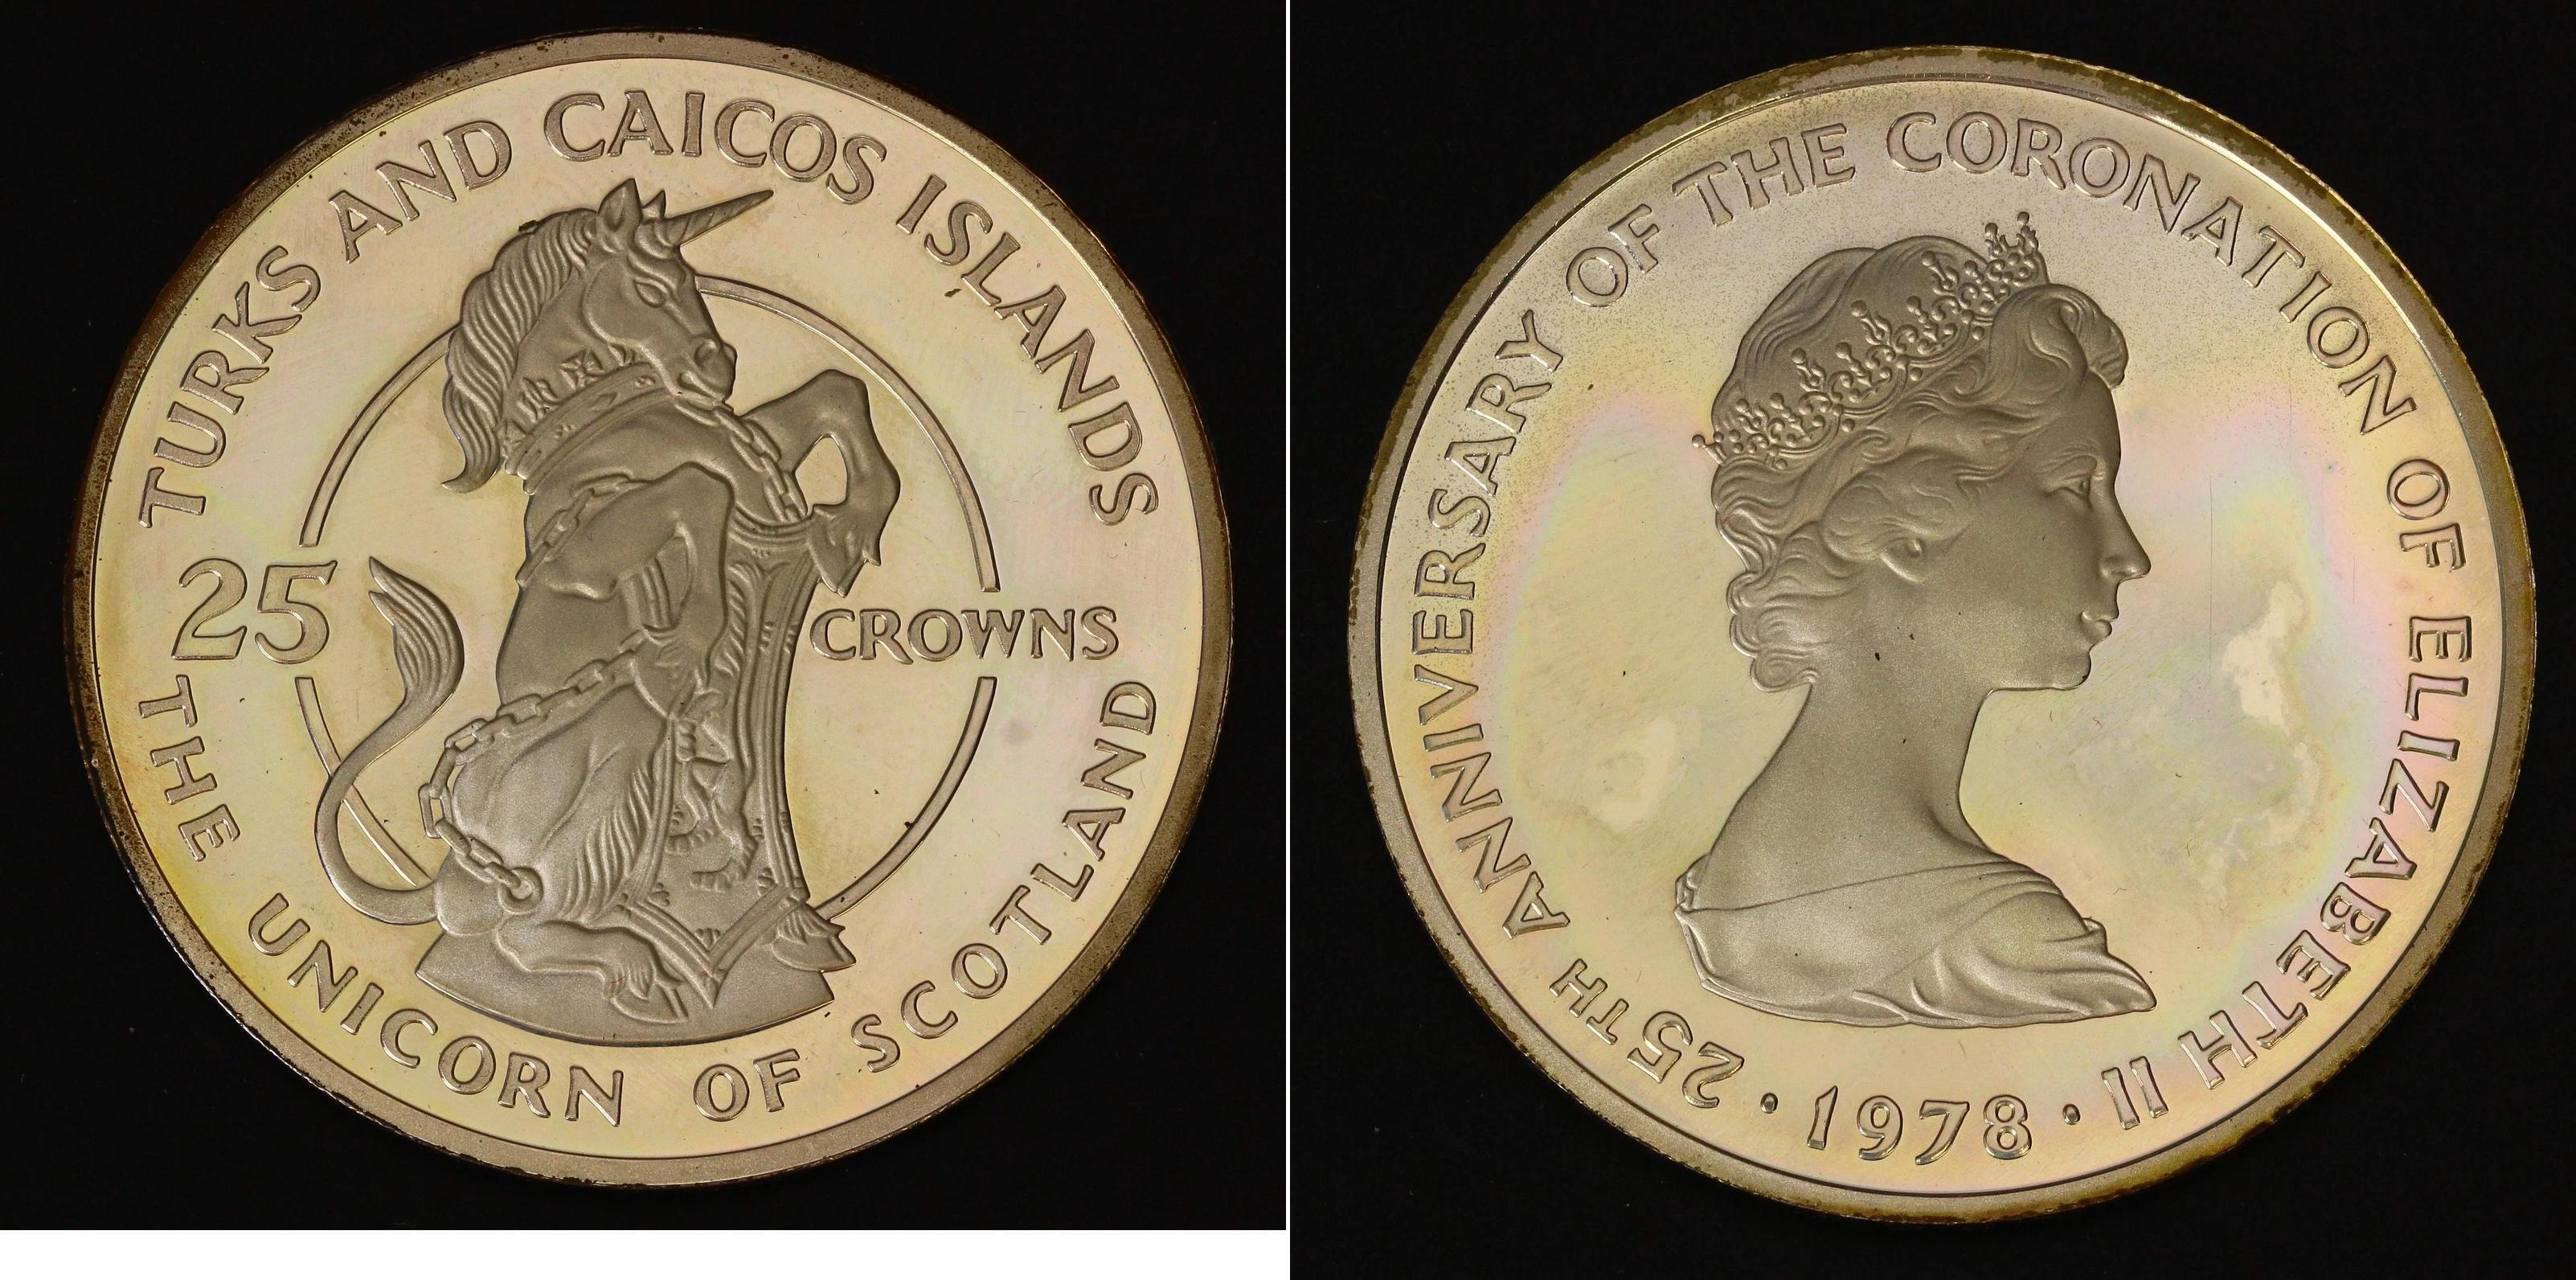 TURKS AND CAICOS ISLANDS
25 CROWNS
THE UNICORN OF SCOTLAND
25TH ANNIVERSARY OF THE CORONATION OF ELIZABETH II
· 1978 ·